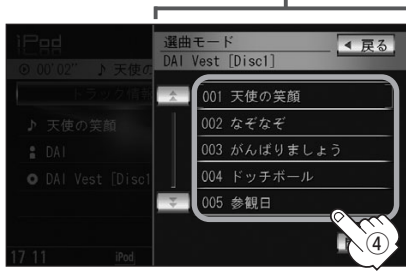 iPod
選曲モード
DAI Vest [Disc1]
◀ 戻る
00'02" ♪ 天使の
トラック情報
♪ 天使の笑顔
DAI
DAI Vest [Disc1
001 天使の笑顔
002 なぞなぞ
003 がんばりましょう
004 ドッチボール
005 参観日
④
17 11
iPod